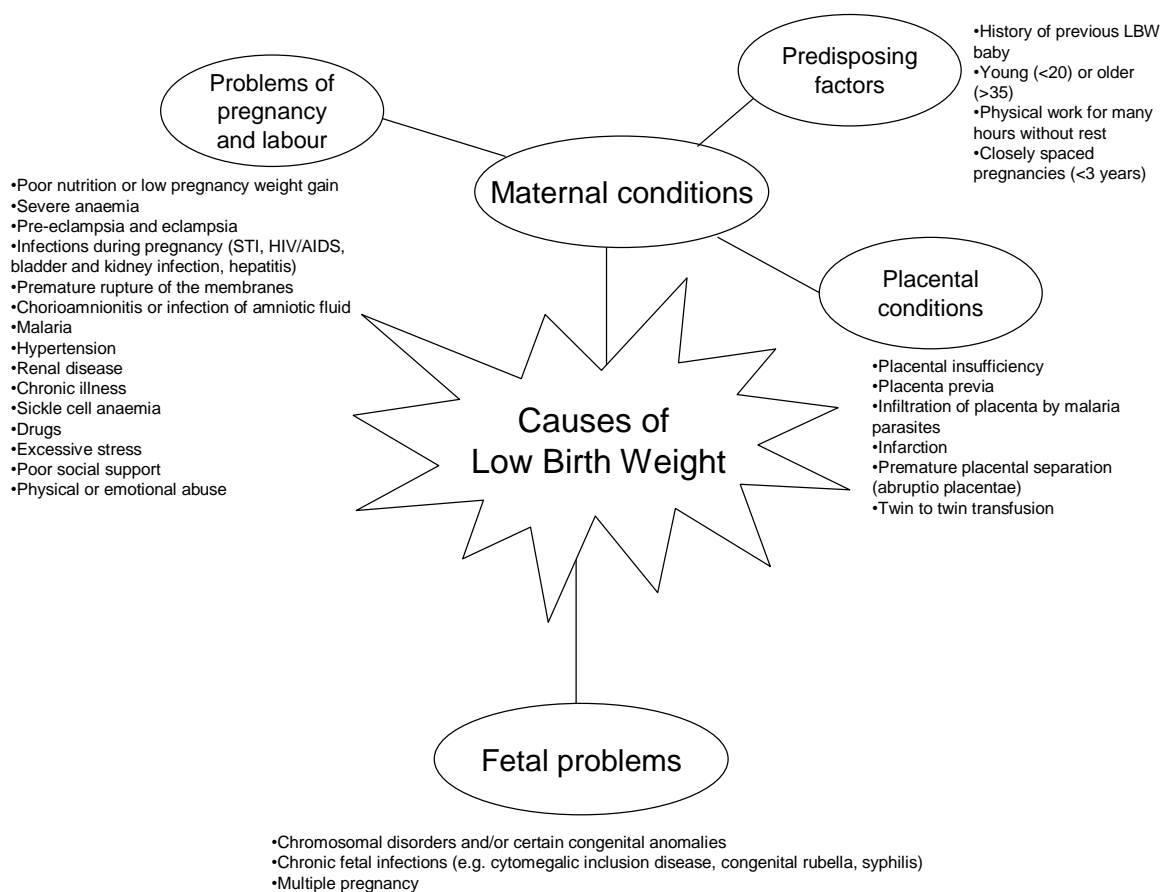 Problems of
pregnancy
and labour
•Poor nutrition or low pregnancy weight gain
•Severe anaemia
•Pre-eclampsia and eclampsia
•Infections during pregnancy (STI, HIV/AIDS,
bladder and kidney infection, hepatitis)
•Premature rupture of the membranes
•Chorioamnionitis or infection of amniotic fluid
•Malaria
•Hypertension
•Renal disease
•Chronic illness
•Sickle cell anaemia
•Drugs
•Excessive stress
•Poor social support
•Physical or emotional abuse
Maternal conditions
Predisposing
factors
•History of previous LBW
baby
•Young (<20) or older
(>35)
•Physical work for many
hours without rest
•Closely spaced
pregnancies (<3 years)
Placental
conditions
•Placental insufficiency
•Placenta previa
•Infiltration of placenta by malaria
parasites
•Infarction
•Premature placental separation
(abruptio placentae)
•Twin to twin transfusion
Causes of
Low Birth Weight
Fetal problems
•Chromosomal disorders and/or certain congenital anomalies
•Chronic fetal infections (e.g. cytomegalic inclusion disease, congenital rubella, syphilis)
•Multiple pregnancy